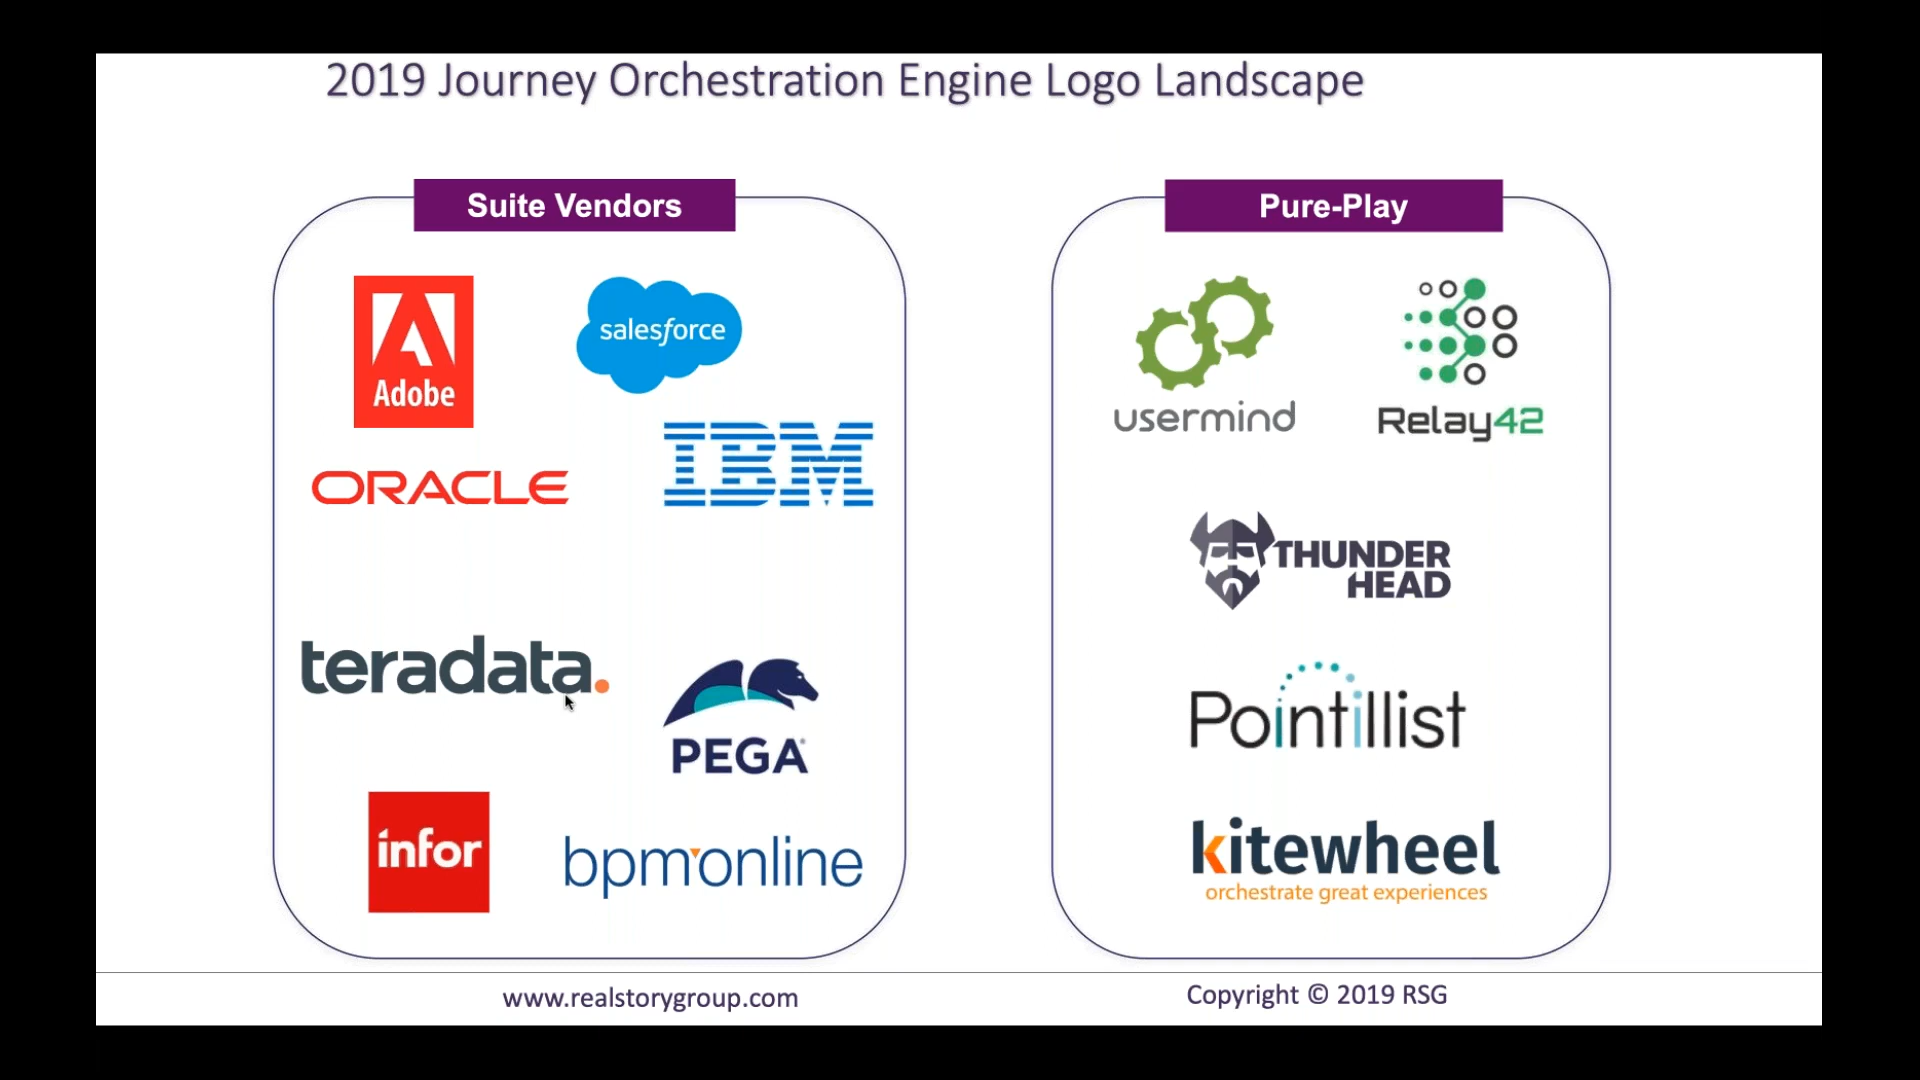 2019 Journey Orchestration Engine Logo Landscape
Suite Vendors
Adobe
salesforce
ORACLE
IBM
teradata.
PEGA
infor
bpm'online
Pure-Play
usermind
Relay42
THUNDER
HEAD
Pointillist
kitewheel
orchestrate great experiences
www.realstorygroup.com
Copyright © 2019 RSG